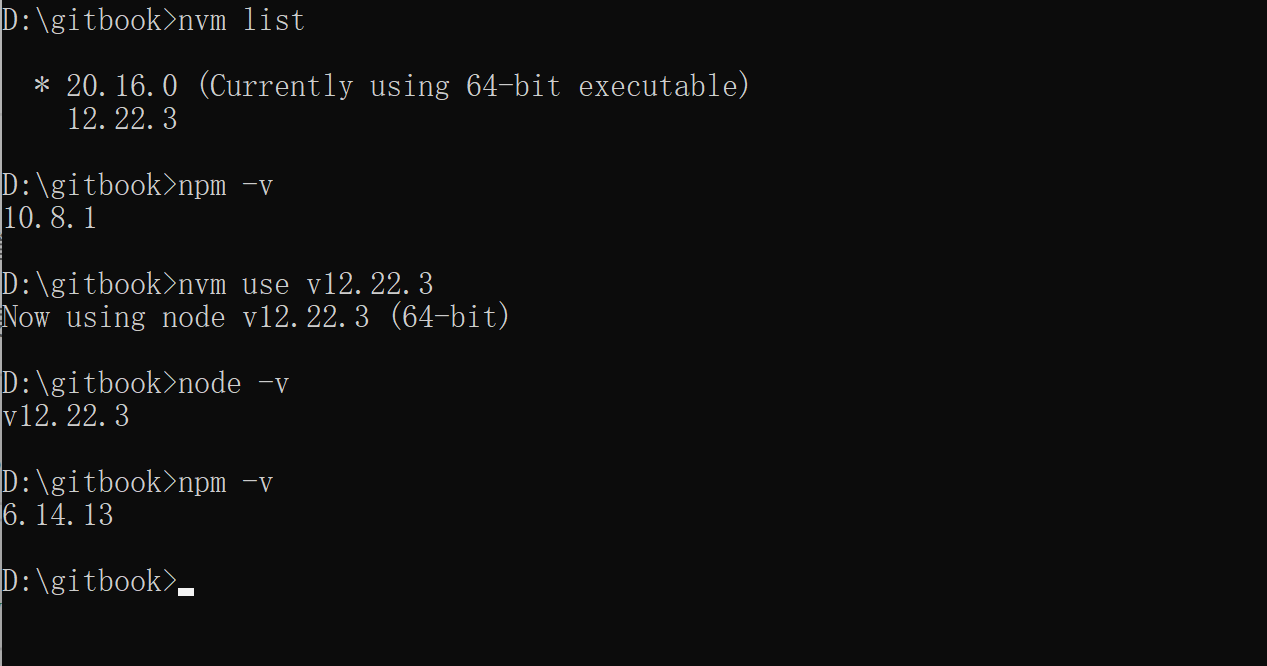 D:\gitbook>nvm list
* 20.16.0 (Currently using 64-bit executable)
12.22.3
D:\gitbook>npm -v
10.8.1
D:\gitbook>nvm use v12.22.3
Now using node v12.22.3 (64-bit)
D:\gitbook>node -v
v12.22.3
D:\gitbook>npm -v
6.14.13
D:\gitbook>